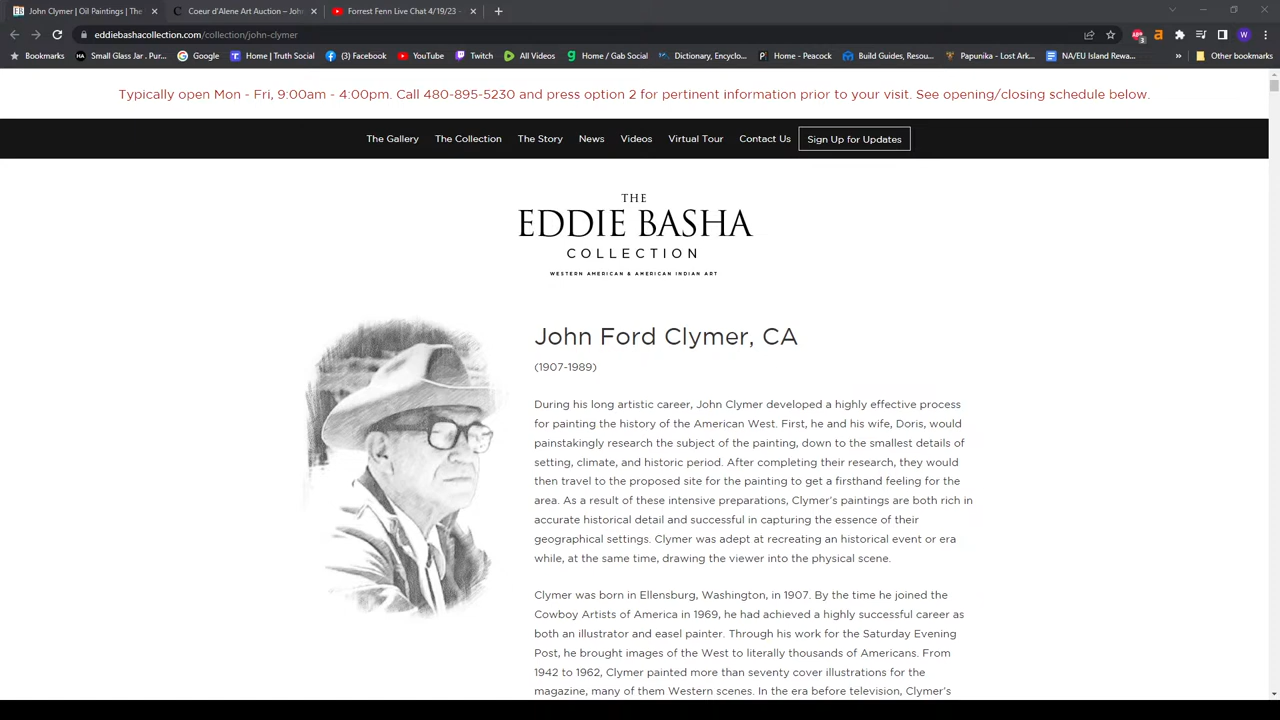 John Clymer | Oil Paintings | The
Coeur d'Alene Art Auction – John
Forrest Fenn Live Chat 4/19/23 -
eddiebashacollection.com/collection/john-clymer
W
Bookmarks
Small Glass Jar . Pur...
Google
Home | Truth Social
(3) Facebook
YouTube
Twitch
All Videos
Home / Gab Social
Dictionary, Encyclo...
Home - Peacock
Build Guides, Resou...
Papunika - Lost Ark...
NA/EU Island Rewa...
»
Other bookmarks
Typically open Mon - Fri, 9:00am - 4:00pm. Call 480-895-5230 and press option 2 for pertinent information prior to your visit. See opening/closing schedule below.
The Gallery The Collection The Story News Videos Virtual Tour Contact Us Sign Up for Updates
THE
EDDIE BASHA
COLLECTION
WESTERN AMERICAN & AMERICAN INDIAN ART
John Ford Clymer, CA
(1907-1989)
During his long artistic career, John Clymer developed a highly effective process
for painting the history of the American West. First, he and his wife, Doris, would
painstakingly research the subject of the painting, down to the smallest details of
setting, climate, and historic period. After completing their research, they would
then travel to the proposed site for the painting to get a firsthand feeling for the
area. As a result of these intensive preparations, Clymer's paintings are both rich in
accurate historical detail and successful in capturing the essence of their
geographical settings. Clymer was adept at recreating an historical event or era
while, at the same time, drawing the viewer into the physical scene.
Clymer was born in Ellensburg, Washington, in 1907. By the time he joined the
Cowboy Artists of America in 1969, he had achieved a highly successful career as
both an illustrator and easel painter. Through his work for the Saturday Evening
Post, he brought images of the West to literally thousands of Americans. From
1942 to 1962, Clymer painted more than seventy cover illustrations for the
magazine, many of them Western scenes. In the era before television, Clymer's